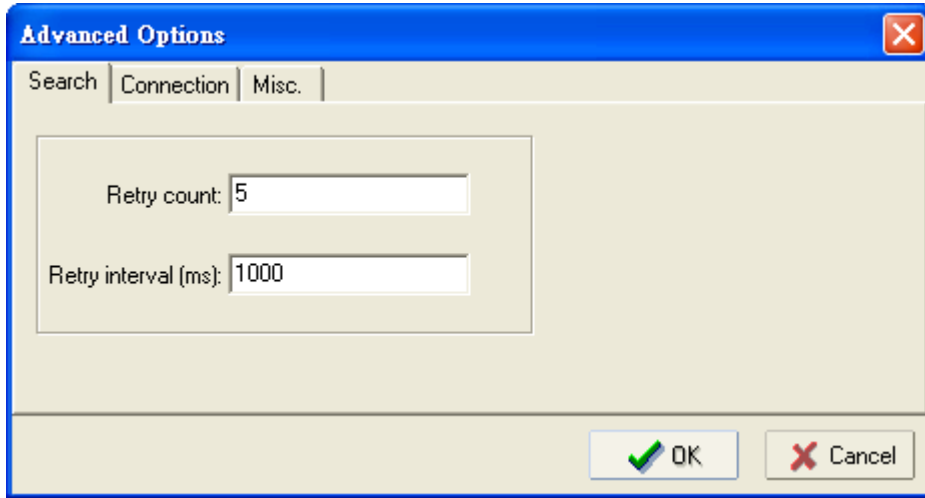 Advanced Options
Search Connection Misc.
Retry count: 5
Retry interval (ms): 1000
OK Cancel